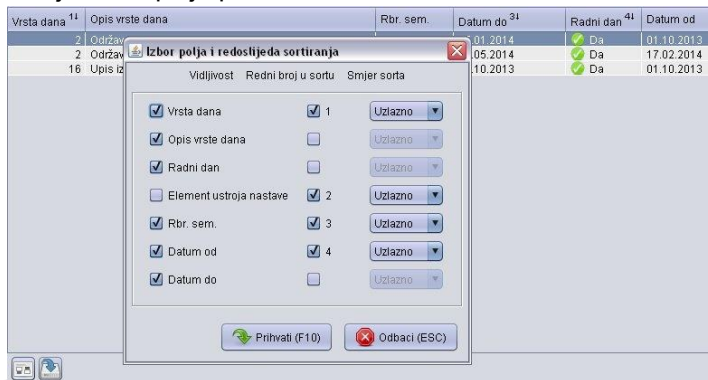 Vrsta dana 1↓ Opis vrste dana Rbr. sem. Datum do 3↓ Radni dan 4↓ Datum od
2 Održav .01.2014 Da 01.10.2013
2 Održav .05.2014 Da 17.02.2014
16 Upis iz .10.2013 Da 01.10.2013
Izbor polja i redoslijeda sortiranja
Vidljivost Redni broj u sortu Smjer sorta
Vrsta dana 1 Uzlazno
Opis vrste dana Uzlazno
Radni dan Uzlazno
Element ustroja nastave 2 Uzlazno
Rbr. sem. 3 Uzlazno
Datum od 4 Uzlazno
Datum do Uzlazno
Prihvati (F10) Odbaci (ESC)